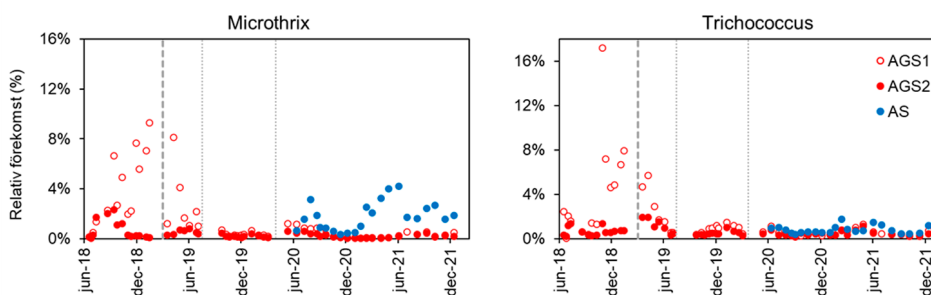 Microthrix
Trichococcus
Relativ förekomst (%)
16%
12%
8%
4%
0%
jun-18
dec-18
jun-19
dec-19
jun-20
dec-20
jun-21
dec-21
16%
12%
8%
4%
0%
jun-18
dec-18
jun-19
dec-19
jun-20
dec-20
jun-21
dec-21
AGS1
AGS2
AS